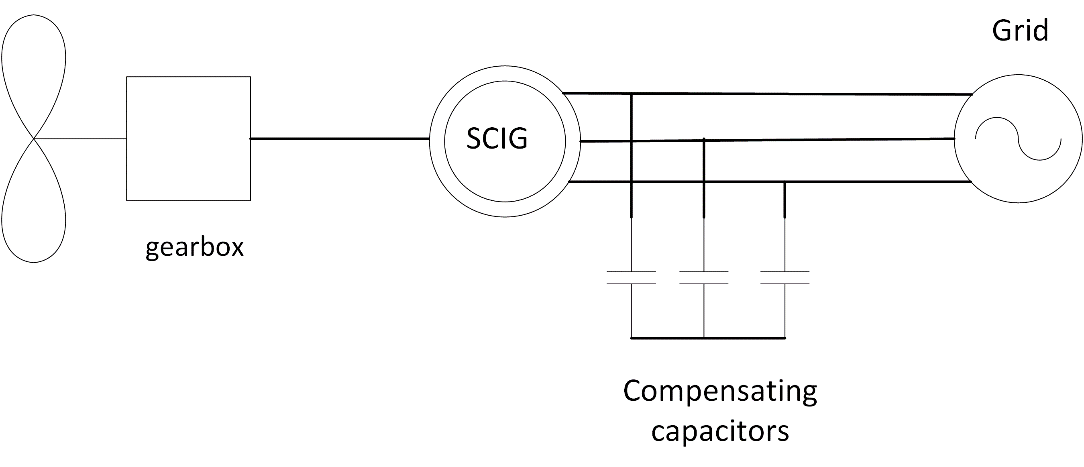 Grid
SCIG
gearbox
Compensating
capacitors